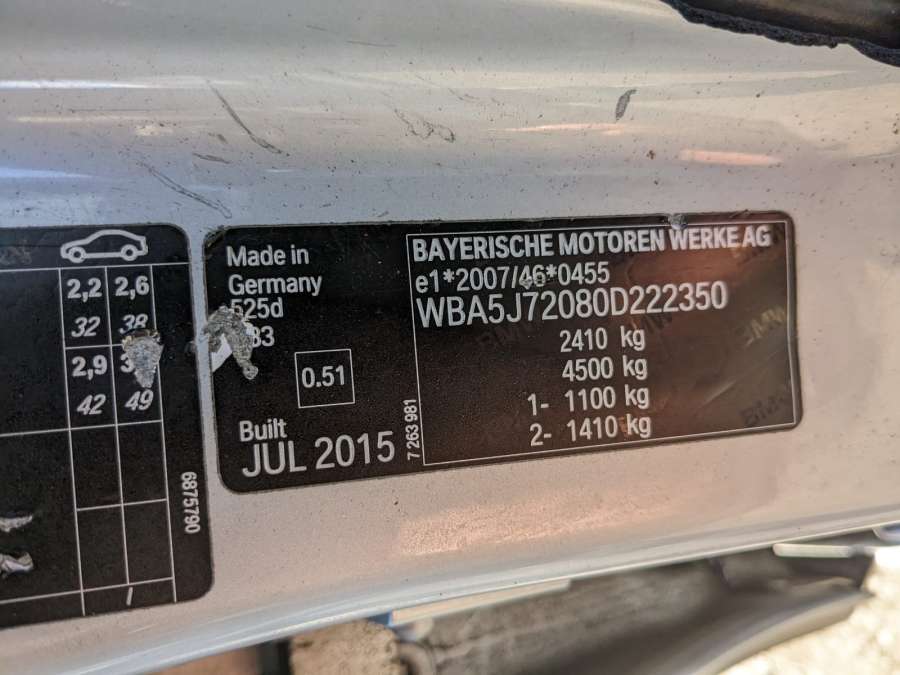 2,2 2,6
32 38
2,9
42 49
6875790
Made in
Germany
525d
0.51
Built
JUL 2015
7 263 981
BAYERISCHE MOTOREN WERKE AG
e1*2007/46*0455
WBA5J72080D222350
2410 kg
4500 kg
1- 1100 kg
2- 1410 kg